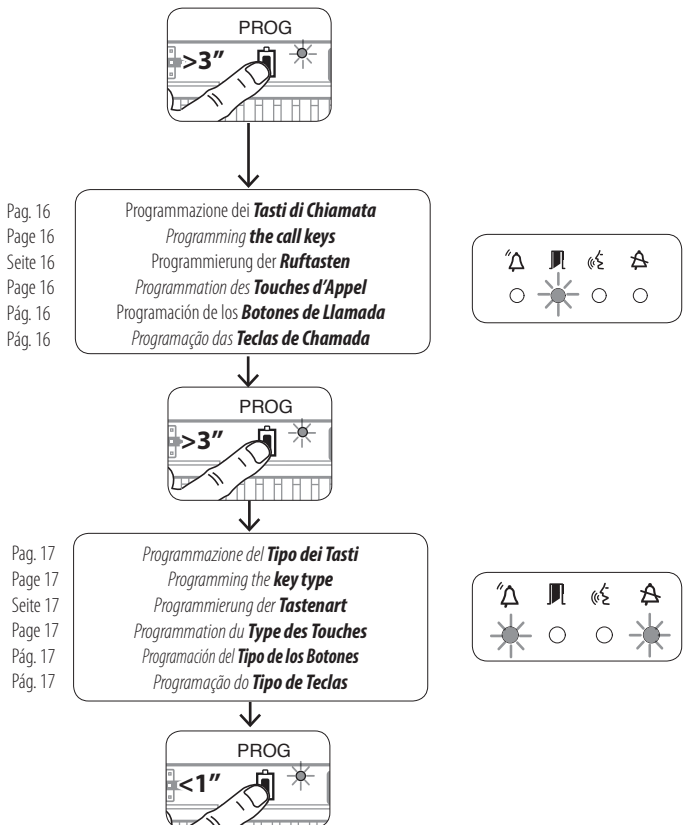 PROG
>3”
Pag. 16 Programmazione dei Tasti di Chiamata
Page 16 Programming the call keys
Seite 16 Programmierung der Ruftasten
Page 16 Programmation des Touches d’Appel
Pág. 16 Programación de los Botones de Llamada
Pág. 16 Programação das Teclas de Chamada
PROG
>3”
Pag. 17 Programmazione del Tipo dei Tasti
Page 17 Programming the key type
Seite 17 Programmierung der Tastenart
Page 17 Programmation du Type des Touches
Pág. 17 Programación del Tipo de los Botones
Pág. 17 Programação do Tipo de Teclas
PROG
<1”